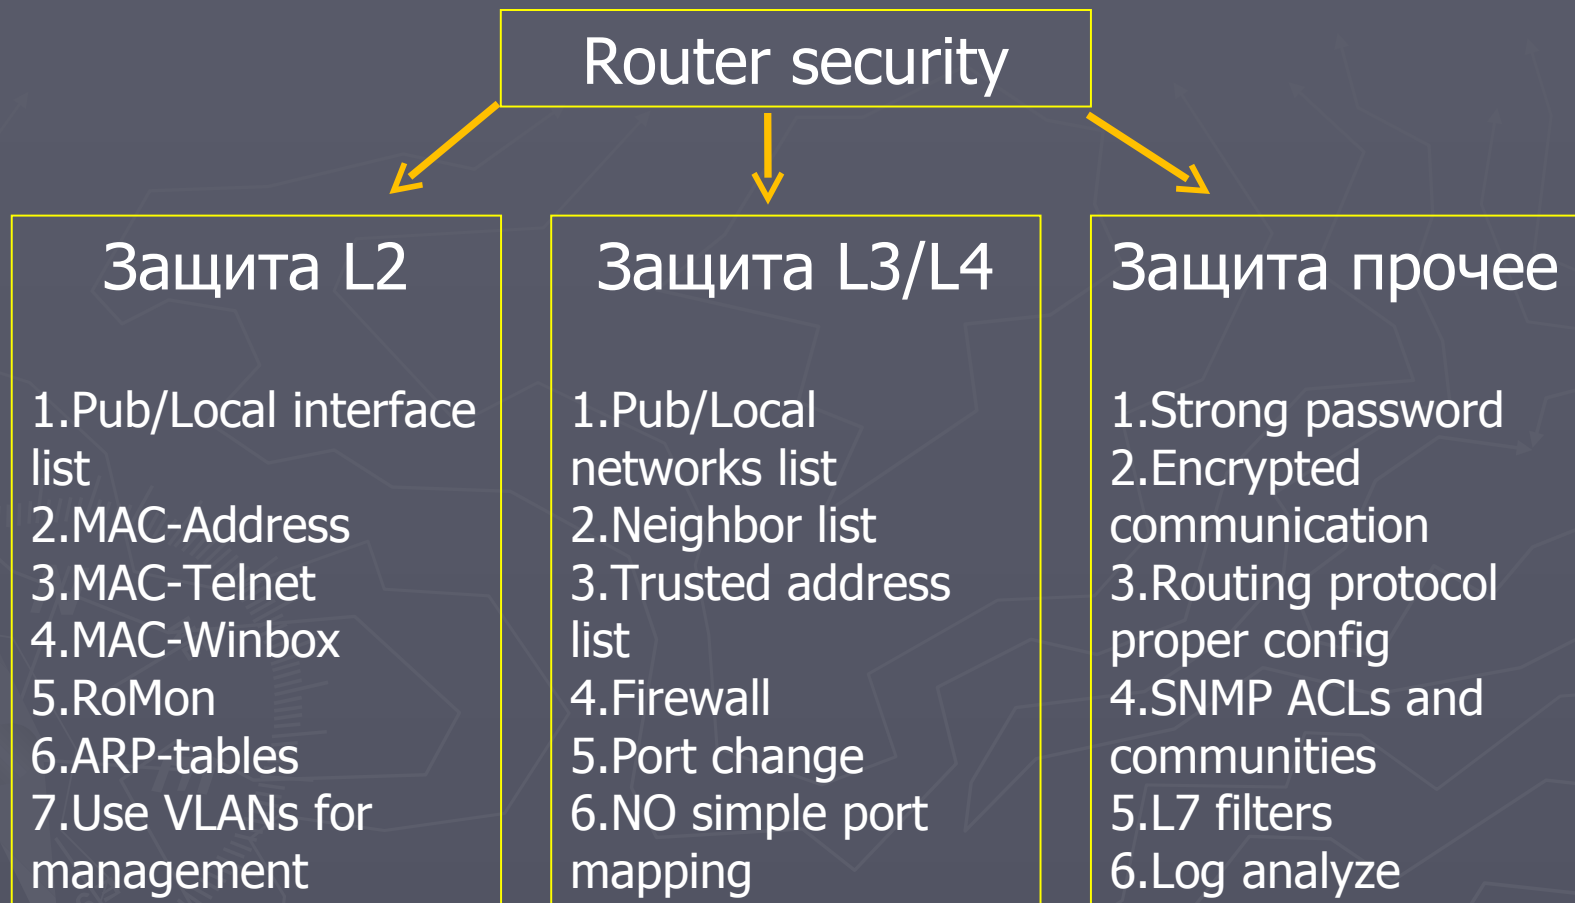 Router security
Защита L2
1.Pub/Local interface
list
2.MAC-Address
3.MAC-Telnet
4.MAC-Winbox
5.RoMon
6.ARP-tables
7.Use VLANs for
management
Защита L3/L4
1.Pub/Local
networks list
2.Neighbor list
3.Trusted address
list
4.Firewall
5.Port change
6.NO simple port
mapping
Защита прочее
1.Strong password
2.Encrypted
communication
3.Routing protocol
proper config
4.SNMP ACLs and
communities
5.L7 filters
6.Log analyze